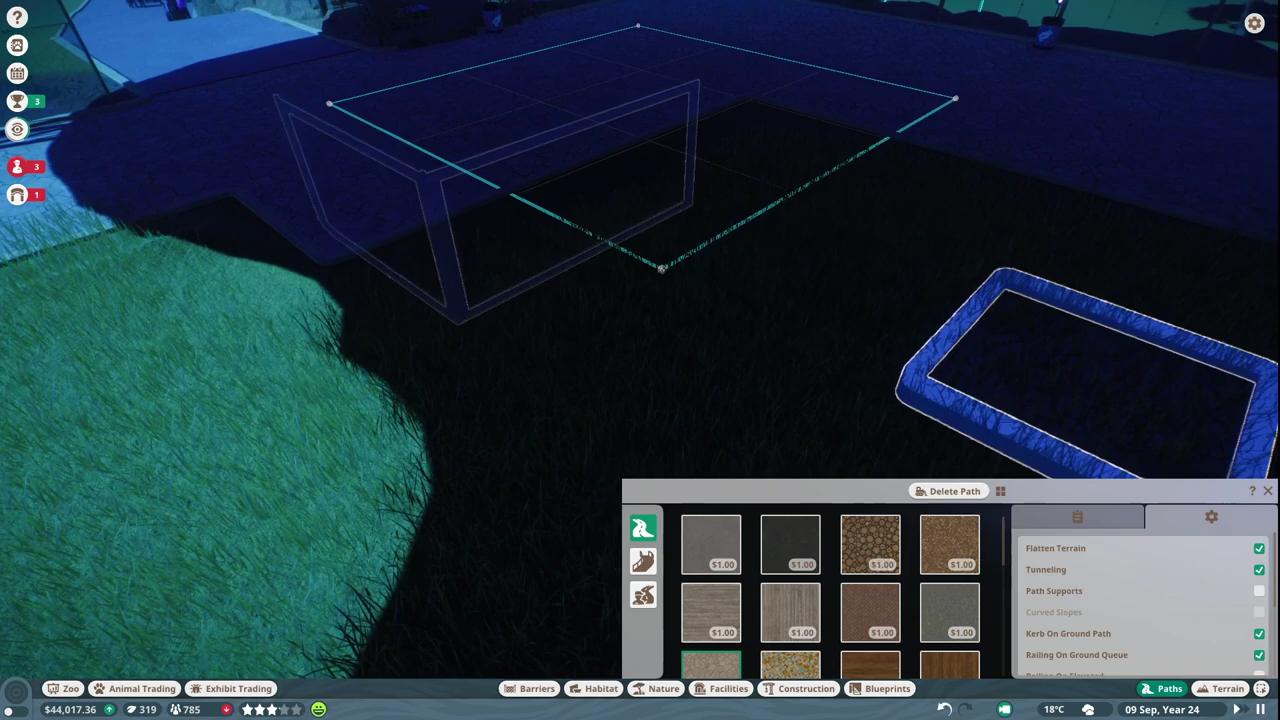 ?
3
3
1
Delete Path
?
$1.00 $1.00 $1.00 $1.00
$1.00 $1.00 $1.00 $1.00
Flatten Terrain
Tunneling
Path Supports
Curved Slopes
Kerb On Ground Path
Railing On Ground Queue
Zoo Animal Trading Exhibit Trading Barriers Habitat Nature Facilities Construction Blueprints Paths Terrain
$44,017.36 319 785 18°C 09 Sep, Year 24